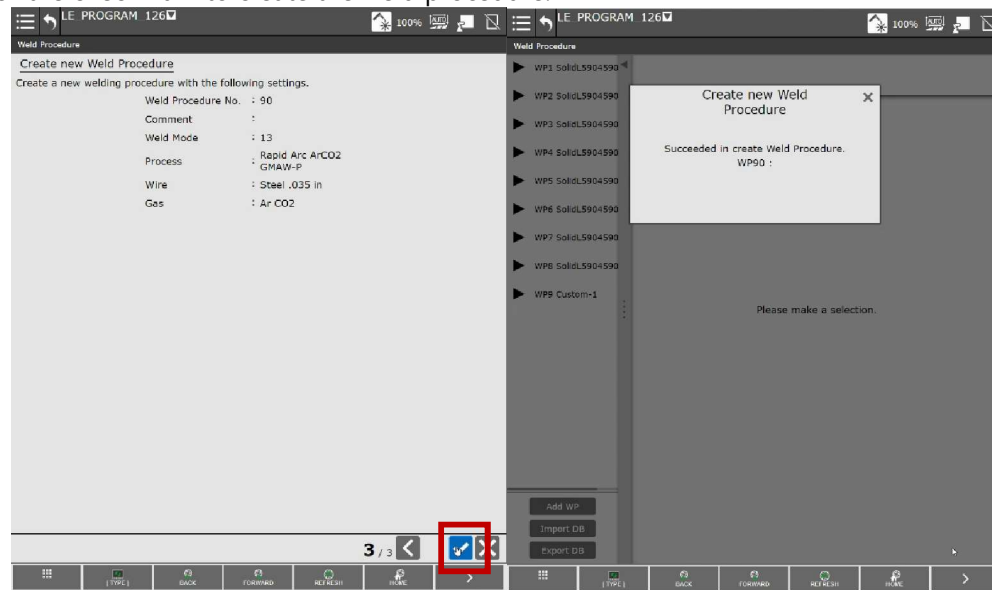 LE PROGRAM 126
100%
Weld Procedure
Create new Weld Procedure
Create a new welding procedure with the following settings.
Weld Procedure No. : 90
Comment :
Weld Mode : 13
Process : Rapid Arc ArCO2
GMAW-P
Wire : Steel .035 in
Gas : Ar CO2
3 / 3
[TYPE]
BACK
FORWARD
REFRESH
HOME
>
LE PROGRAM 126
100%
Weld Procedure
WP1 SolidL5904590
WP2 SolidL5904590
WP3 SolidL5904590
WP4 SolidL5904590
WP5 SolidL5904590
WP6 SolidL5904590
WP7 SolidL5904590
WP8 SolidL5904590
WP9 Custom-1
Create new Weld
Procedure
Succeeded in create Weld Procedure.
WP90 :
Please make a selection.
Add WP
Import DB
Export DB
[TYPE]
BACK
FORWARD
REFRESH
HOME
>